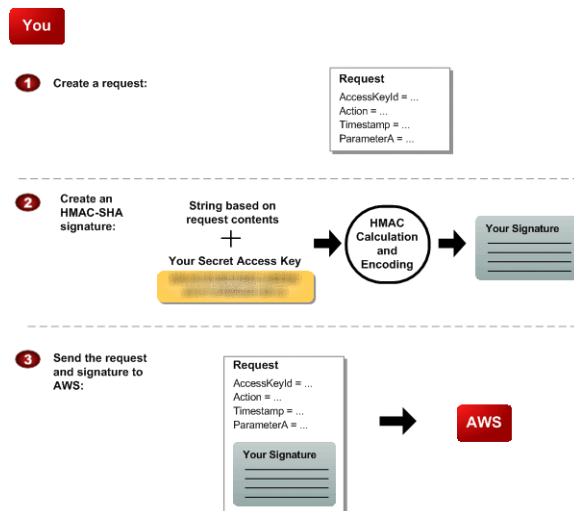 You
1
Create a request:
Request
AccessKeyId = ...
Action = ...
Timestamp = ...
ParameterA = ...
2
Create an
HMAC-SHA
signature:
String based on
request contents
+
Your Secret Access Key
HMAC
Calculation
and
Encoding
Your Signature
3
Send the request
and signature to
AWS:
Request
AccessKeyId = ...
Action = ...
Timestamp = ...
ParameterA = ...
Your Signature
AWS